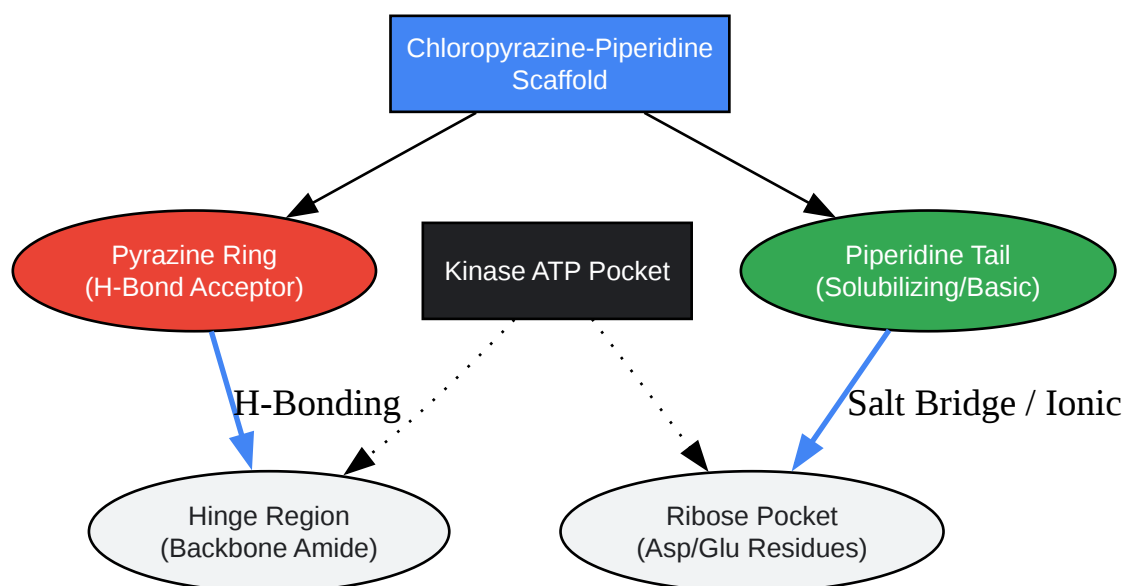 Chloropyrazine-Piperidine
Scaffold
Pyrazine Ring
(H-Bond Acceptor)
Kinase ATP Pocket
Piperidine Tail
(Solubilizing/Basic)
H-Bonding
Salt Bridge / Ionic
Hinge Region
(Backbone Amide)
Ribose Pocket
(Asp/Glu Residues)